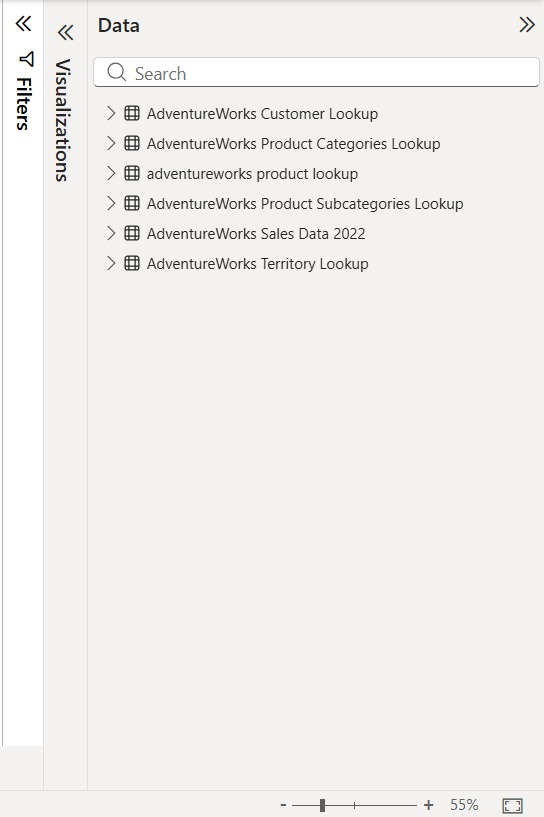 Filters
Visualizations
Data
Search
AdventureWorks Customer Lookup
AdventureWorks Product Categories Lookup
adventureworks product lookup
AdventureWorks Product Subcategories Lookup
AdventureWorks Sales Data 2022
AdventureWorks Territory Lookup
- + 55%